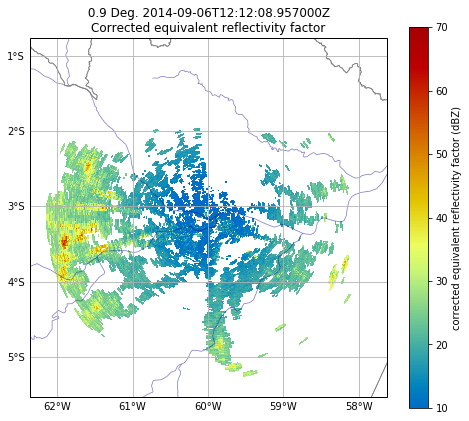 0.9 Deg. 2014-09-06T12:12:08.957000Z
Corrected equivalent reflectivity factor
1°S
2°S
3°S
4°S
5°S
62°W 61°W 60°W 59°W 58°W
70
60
50
40
30
20
10
corrected equivalent reflectivity factor (dBZ)